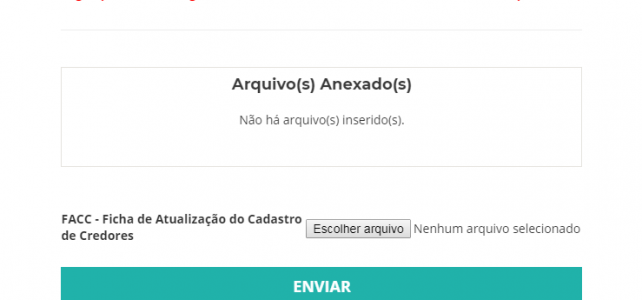 Arquivo(s) Anexado(s)
Não há arquivo(s) inserido(s).
FACC - Ficha de Atualização do Cadastro
de Credores
Escolher arquivo Nenhum arquivo selecionado
ENVIAR